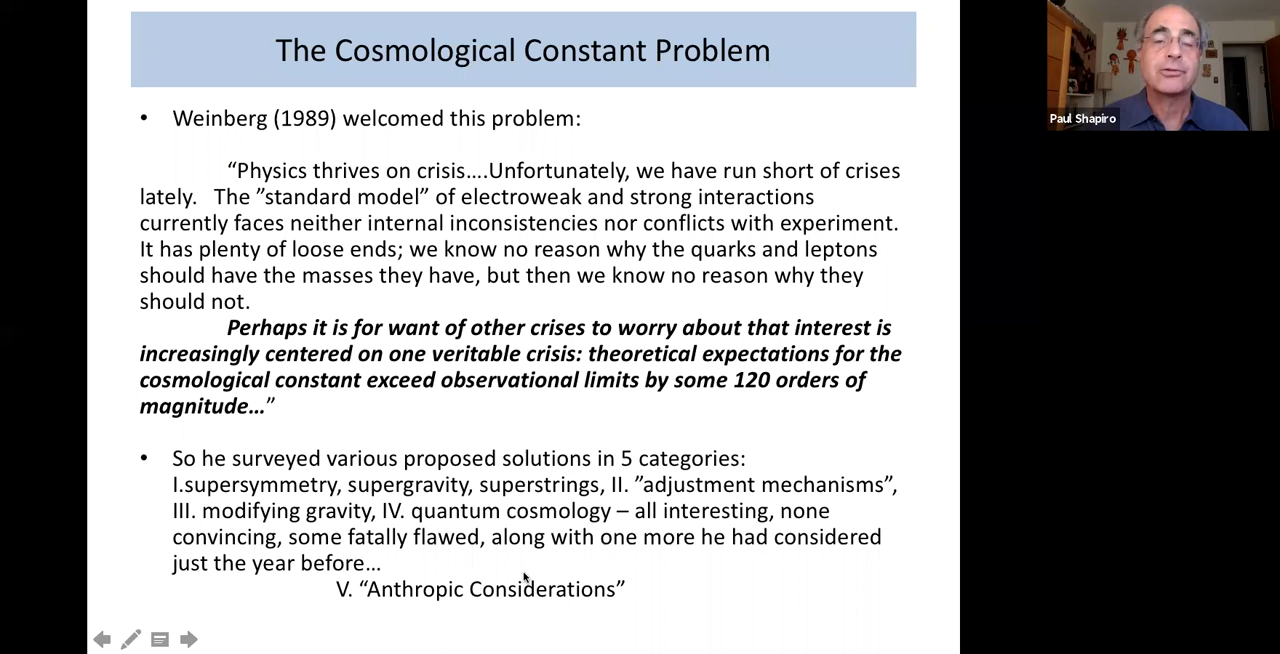 The Cosmological Constant Problem
• Weinberg (1989) welcomed this problem:
“Physics thrives on crisis....Unfortunately, we have run short of crises
lately. The ”standard model” of electroweak and strong interactions
currently faces neither internal inconsistencies nor conflicts with experiment.
It has plenty of loose ends; we know no reason why the quarks and leptons
should have the masses they have, but then we know no reason why they
should not.
Perhaps it is for want of other crises to worry about that interest is
increasingly centered on one veritable crisis: theoretical expectations for the
cosmological constant exceed observational limits by some 120 orders of
magnitude…”
• So he surveyed various proposed solutions in 5 categories:
I.supersymmetry, supergravity, superstrings, II. ”adjustment mechanisms”,
III. modifying gravity, IV. quantum cosmology – all interesting, none
convincing, some fatally flawed, along with one more he had considered
just the year before…
V. “Anthropic Considerations”
Paul Shapiro